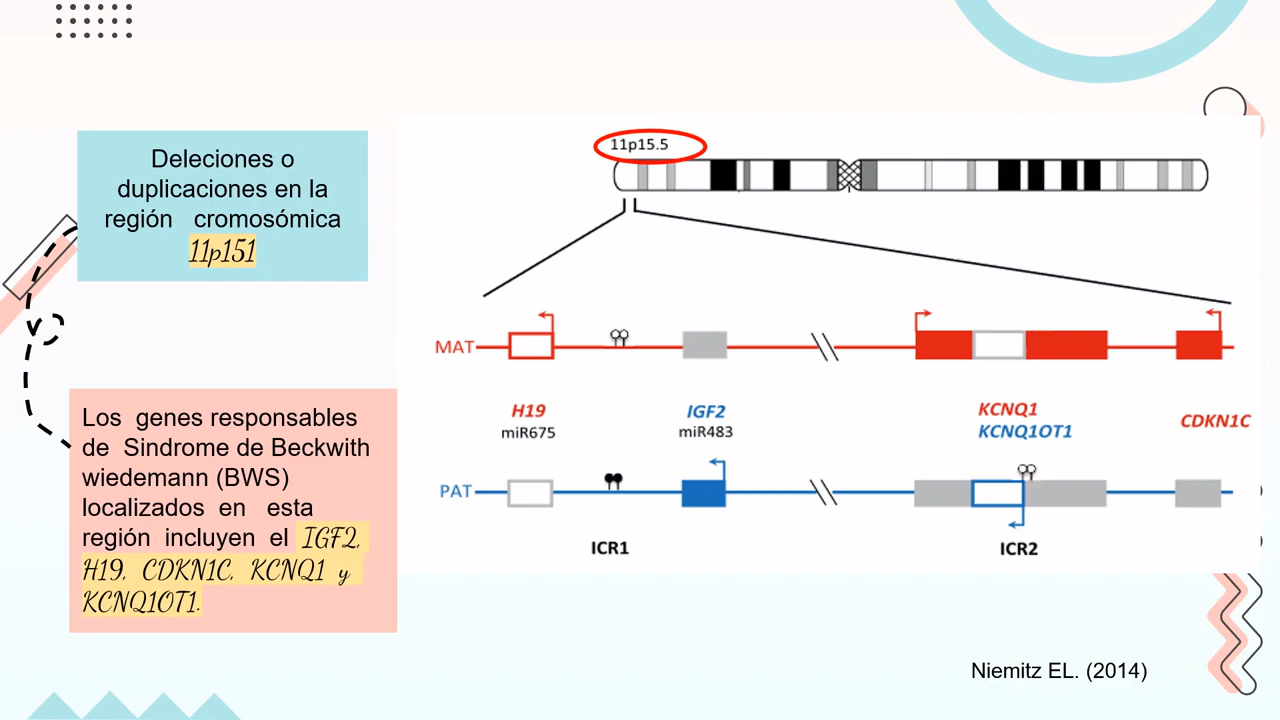 Deleciones o
duplicaciones en la
región cromosómica
11p151
Los genes responsables
de Sindrome de Beckwith
wiedemann (BWS)
localizados en esta
región incluyen el IGF2,
H19, CDKN1C, KCNQ1 y
KCNQ1OT1.
11p15.5
MAT
H19
miR675
IGF2
miR483
KCNQ1
KCNQ1OT1
CDKN1C
PAT
ICR1
ICR2
Niemitz EL. (2014)